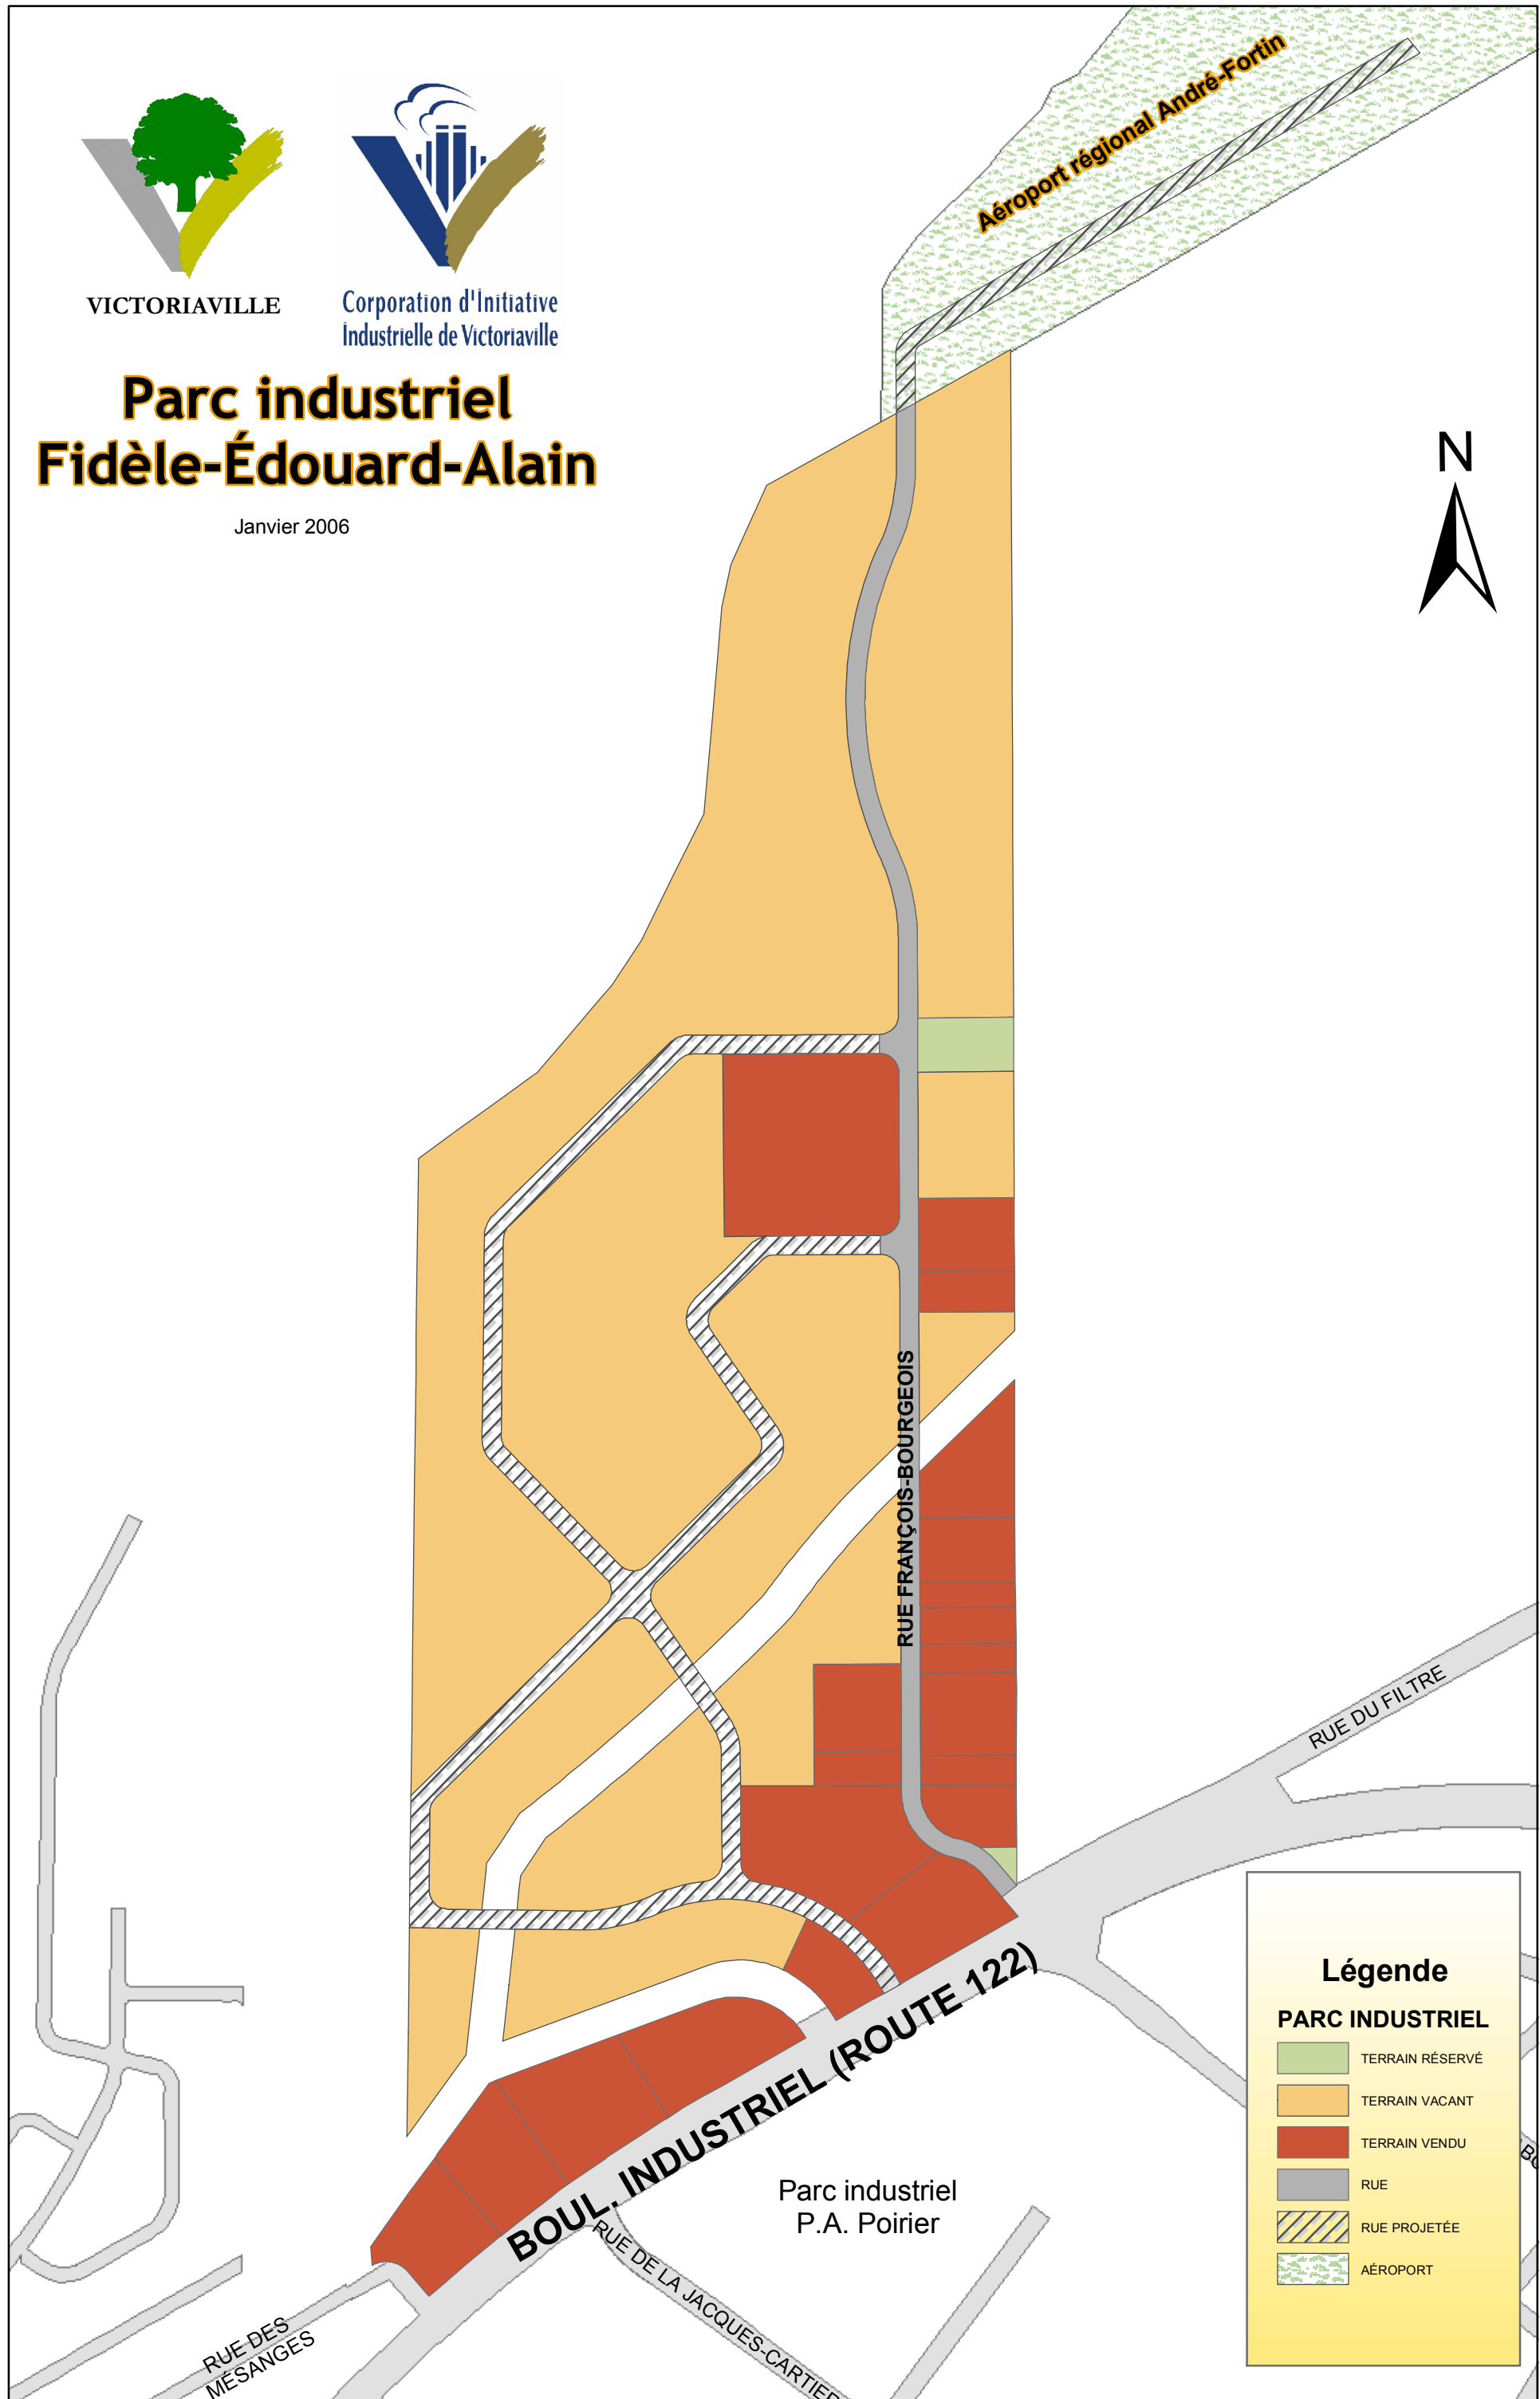 VICTORIAVILLE
Corporation d'Initiative
Industrielle de Victoriaville
Parc industriel
Fidèle-Édouard-Alain
Janvier 2006
Aéroport régional André-Fortin
N
RUE FRANÇOIS-BOURGEOIS
RUE DU FILTRE
BOUL. INDUSTRIEL (ROUTE 122)
Parc industriel
P.A. Poirier
RUE DE LA JACQUES-CARTIER
RUE DES
MÉSANGES
Légende
PARC INDUSTRIEL
TERRAIN RÉSERVÉ
TERRAIN VACANT
TERRAIN VENDU
RUE
RUE PROJETÉE
AÉROPORT